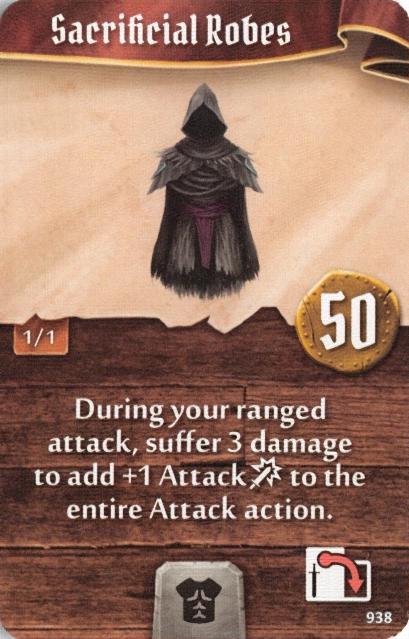 Sacrificial Robes
50
1/1
During your ranged
attack, suffer 3 damage
to add +1 Attack to the
entire Attack action.
938